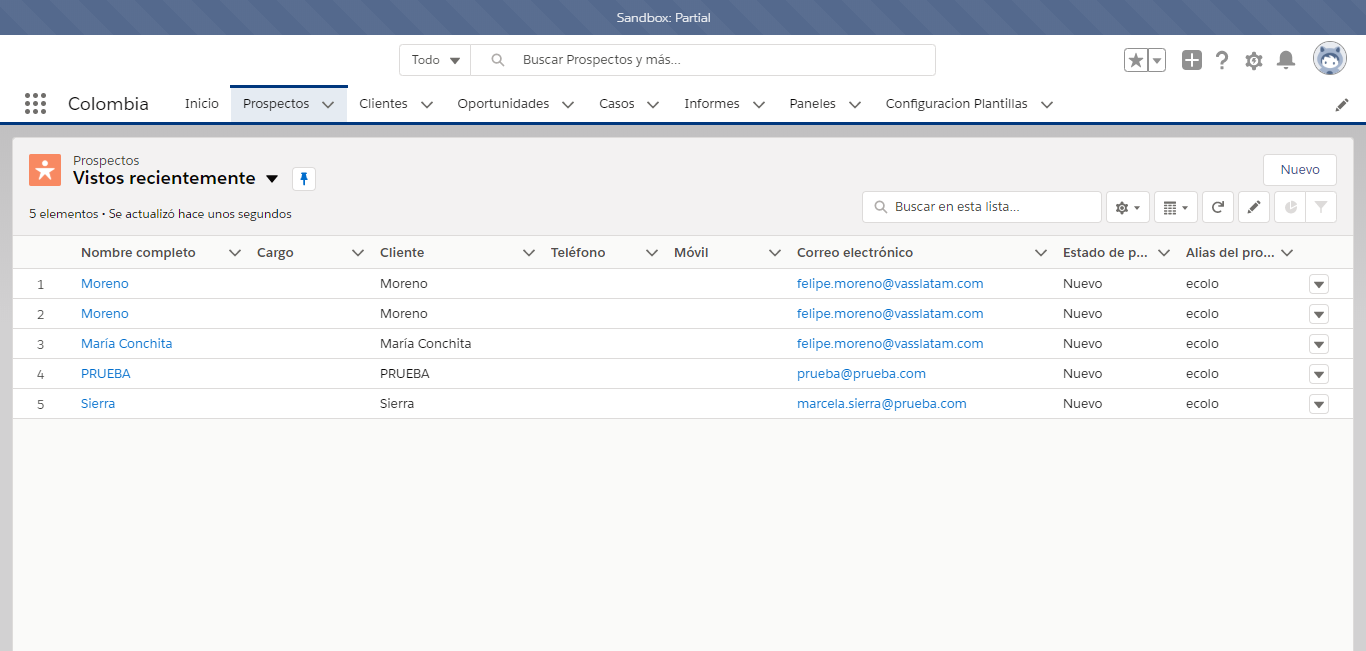 Sandbox: Partial
Todo Buscar Prospectos y más...
Colombia Inicio Prospectos Clientes Oportunidades Casos Informes Paneles Configuracion Plantillas
Prospectos
Vistos recientemente
Nuevo
5 elementos • Se actualizó hace unos segundos
Buscar en esta lista...
Nombre completo Cargo Cliente Teléfono Móvil Correo electrónico Estado de p... Alias del pro...
1 Moreno Moreno felipe.moreno@vasslatam.com Nuevo ecolo
2 Moreno Moreno felipe.moreno@vasslatam.com Nuevo ecolo
3 María Conchita María Conchita felipe.moreno@vasslatam.com Nuevo ecolo
4 PRUEBA PRUEBA prueba@prueba.com Nuevo ecolo
5 Sierra Sierra marcela.sierra@prueba.com Nuevo ecolo